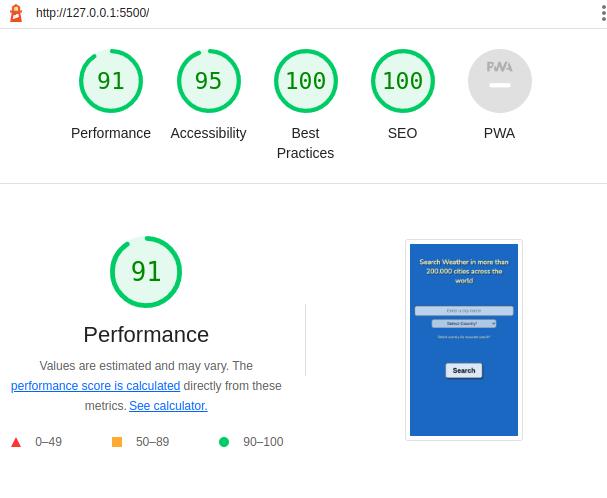 http://127.0.0.1:5500/
91
95
100
100
PWA
Performance
Accessibility
Best
Practices
SEO
PWA
91
Performance
Values are estimated and may vary. The
performance score is calculated directly from these
metrics. See calculator.
0–49
50–89
90–100
Search Weather in more than
200.000 cities across the
world
Enter a city name
Select Country!
Search